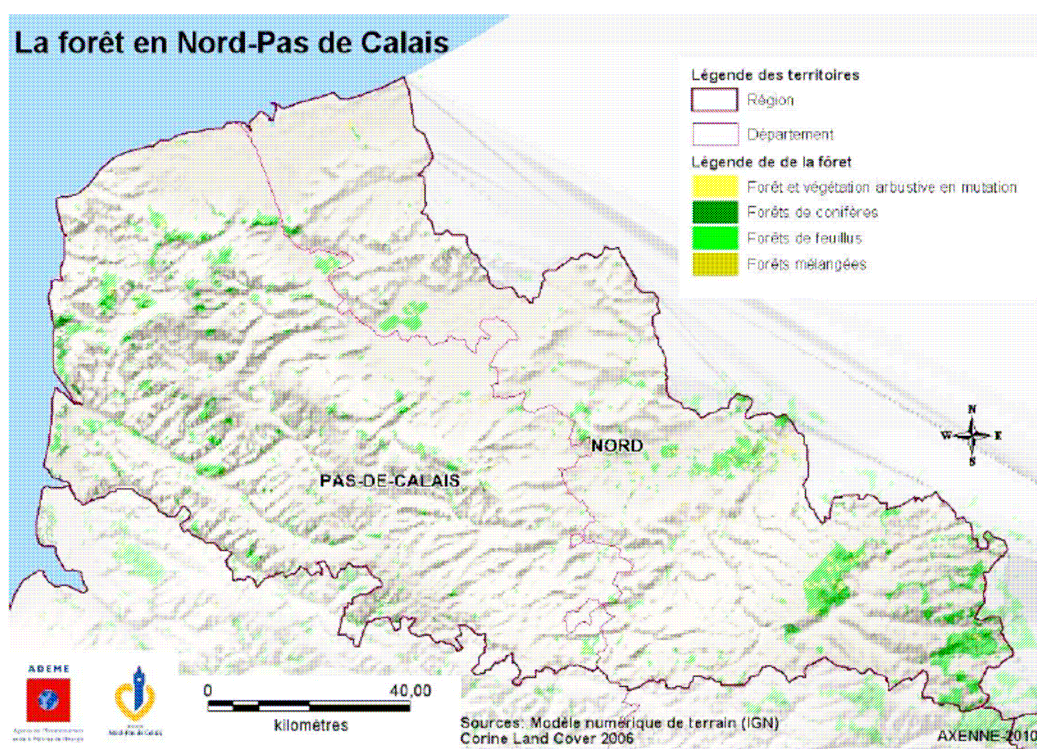 La forêt en Nord-Pas de Calais
Légende des territoires
Région
Département
Légende de de la fôret
Forêt et végétation arbustive en mutation
Forêts de conifères
Forêts de feuillus
Forêts mélangées
N
W E
S
NORD
PAS-DE-CALAIS
ADEME
0 40,00
kilomètres
Sources: Modèle numérique de terrain (IGN)
Corine Land Cover 2006
AXENNE-2010